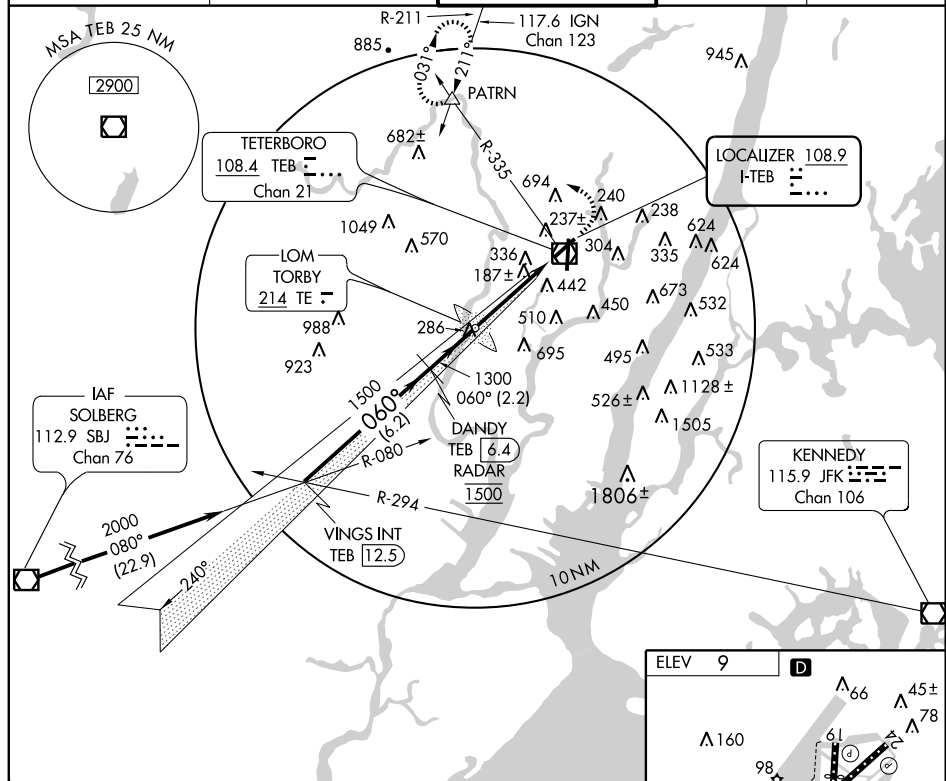 MSA TEB 25 NM
2900
R-211
117.6 IGN
Chan 123
885
031°
211°
PATRN
945
682±
TETERBORO
108.4 TEB
Chan 21
R-335
LOCALIZER 108.9
I-TEB
694
240
237±
238
1049
570
336
187±
304
335
624
624
LOM
TORBY
214 TE
442
673
532
510
450
988
286
923
695
495
533
1500
060°
(6.2)
1300
060° (2.2)
526±
1128±
1505
IAF
SOLBERG
112.9 SBJ
Chan 76
R-080
DANDY
TEB 6.4
RADAR
1500
1806±
KENNEDY
115.9 JFK
Chan 106
R-294
2000
080°
(22.9)
VINGS INT
TEB 12.5
240°
10 NM
ELEV 9
D
66
45±
78
160
19
24
P
P
98